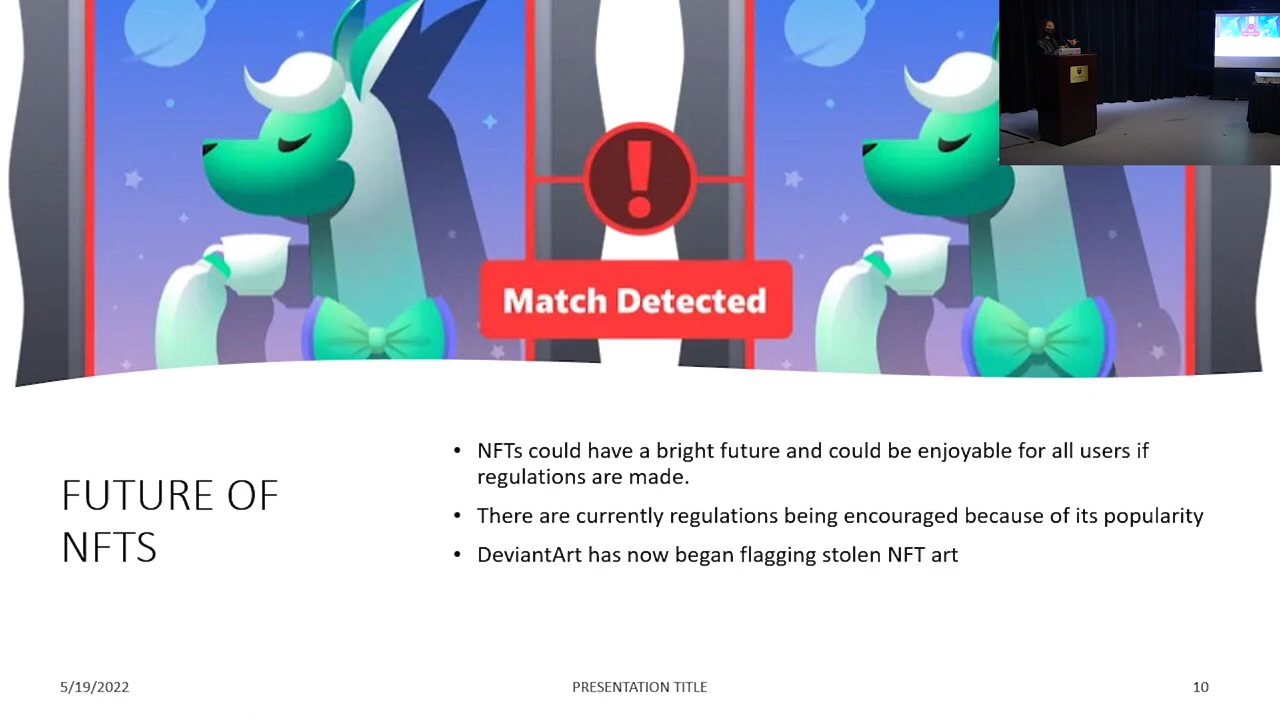 Match Detected
FUTURE OF
NFTS
• NFTs could have a bright future and could be enjoyable for all users if
regulations are made.
• There are currently regulations being encouraged because of its popularity
• DeviantArt has now began flagging stolen NFT art
5/19/2022
PRESENTATION TITLE
10